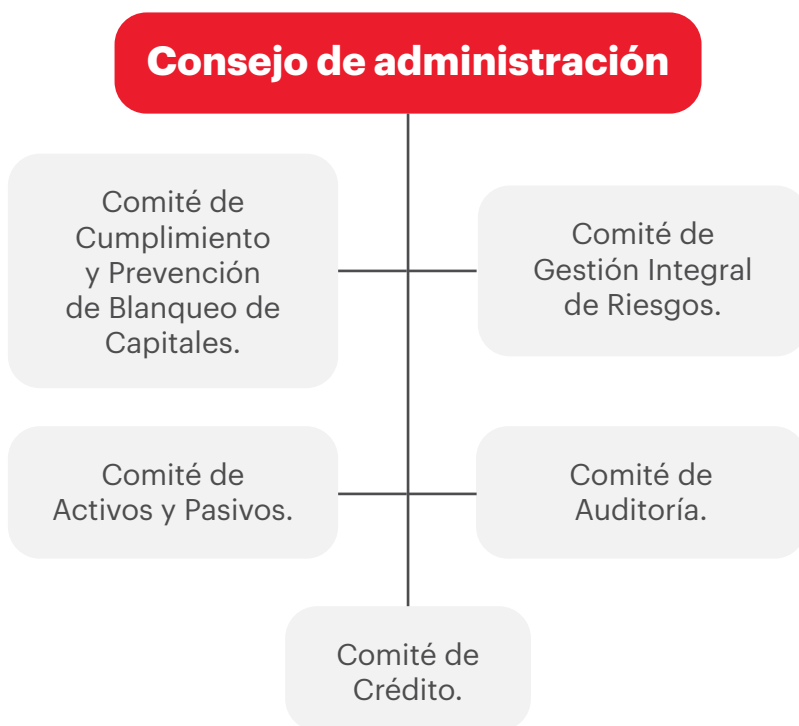 Consejo de administración
Comité de
Cumplimiento
y Prevención
de Blanqueo de
Capitales.
Comité de
Gestión Integral
de Riesgos.
Comité de
Activos y Pasivos.
Comité de
Auditoría.
Comité de
Crédito.